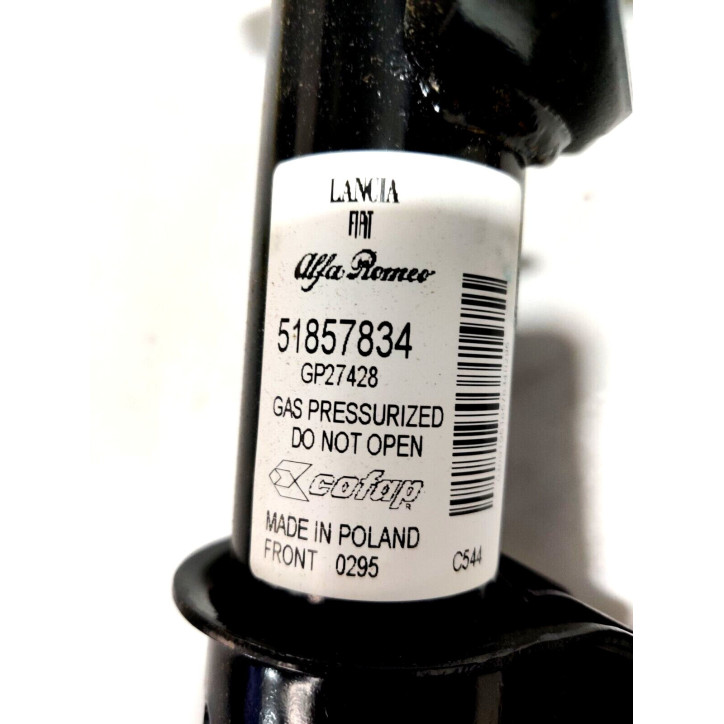 LANCIA
FIAT
Alfa Romeo
51857834
GP27428
GAS PRESSURIZED
DO NOT OPEN
cofap
MADE IN POLAND
FRONT 0295
C544